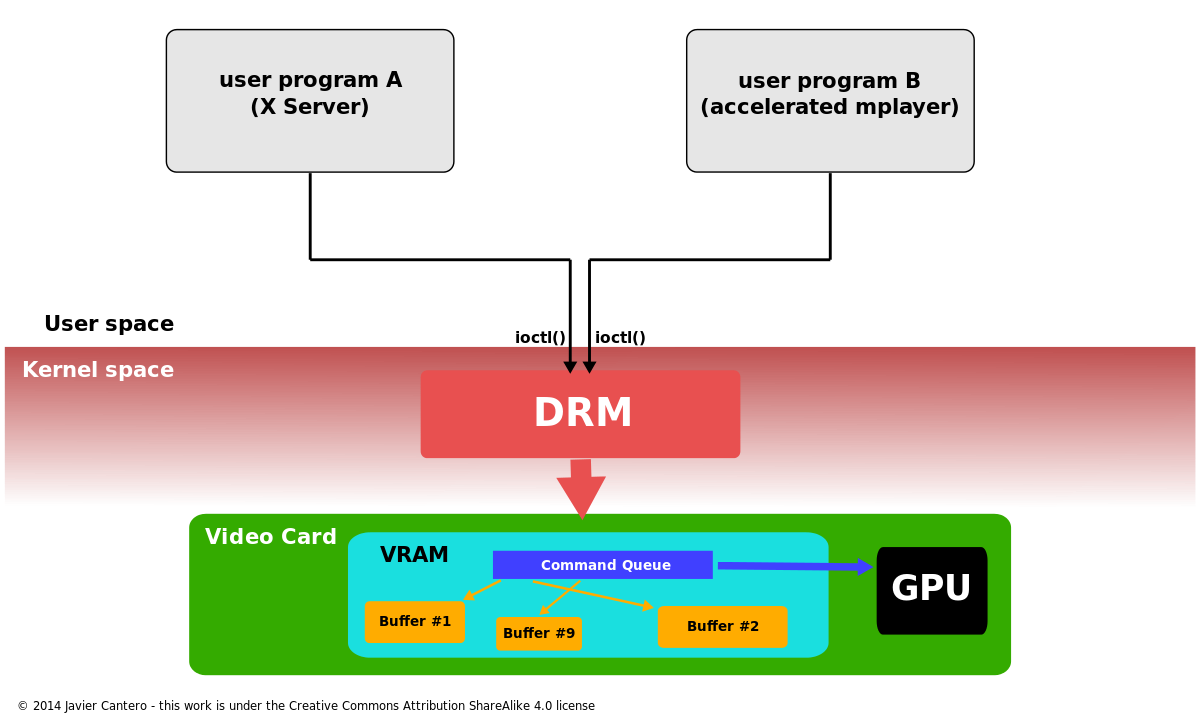 user program A
(X Server)
user program B
(accelerated mplayer)
User space
ioctl()
ioctl()
Kernel space
DRM
Video Card
VRAM
Command Queue
GPU
Buffer #1
Buffer #9
Buffer #2
© 2014 Javier Cantero - this work is under the Creative Commons Attribution ShareAlike 4.0 license